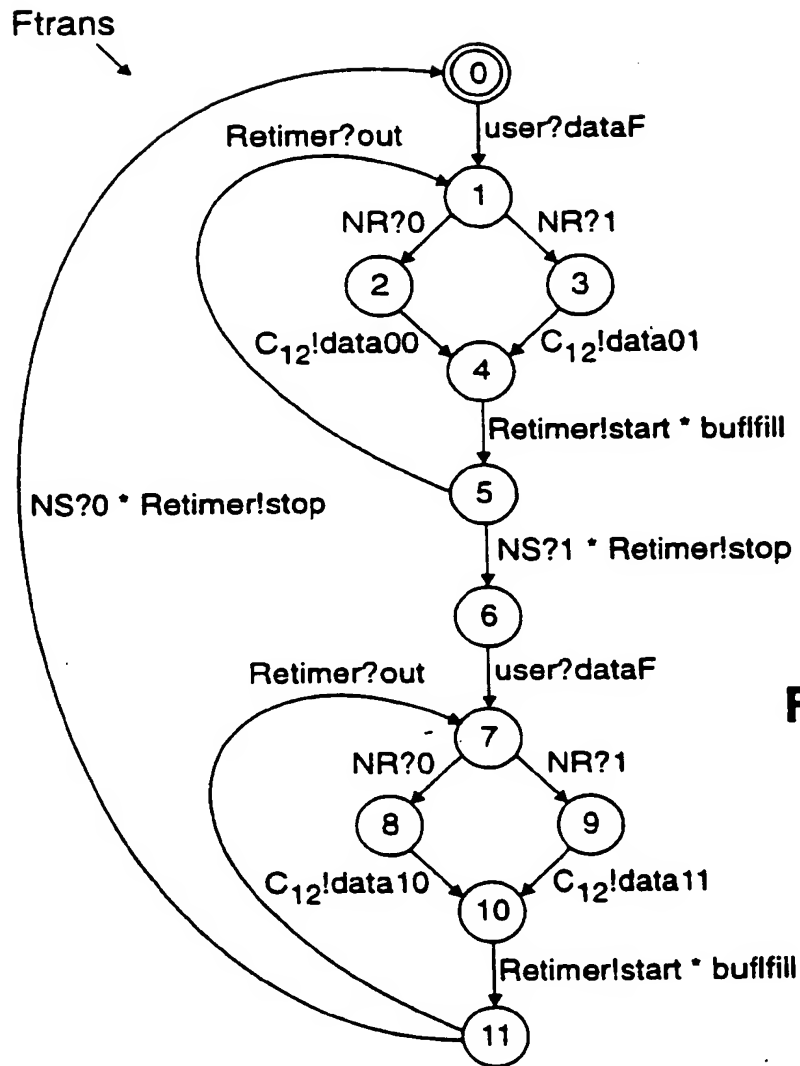 Ftrans
0
user?dataF
Retimer?out
1
NR?0 NR?1
2 3
C12!data00 C12!data01
4
Retimer!start * buflfill
5
NS?0 * Retimer!stop
NS?1 * Retimer!stop
6
Retimer?out user?dataF
7
NR?0 NR?1
8 9
C12!data10 C12!data11
10
Retimer!start * buflfill
11
F